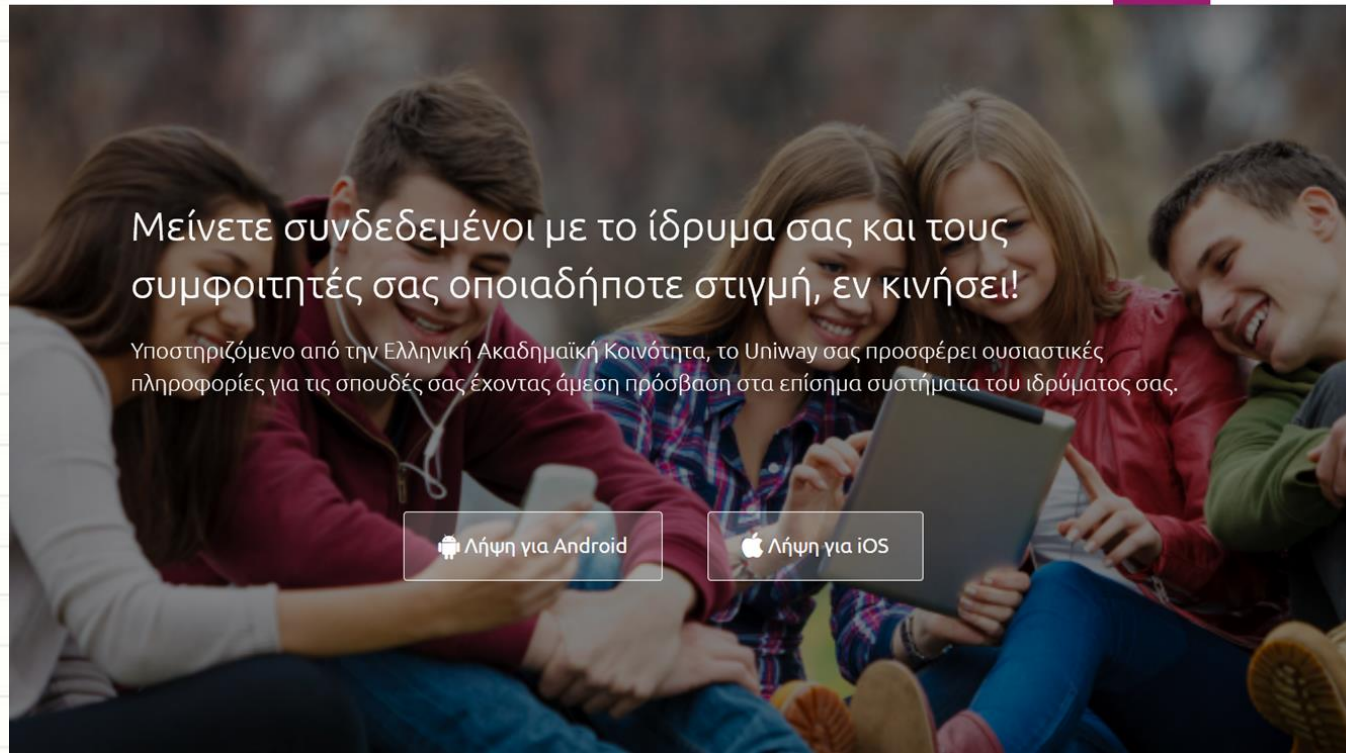 Μείνετε συνδεδεμένοι με το ίδρυμα σας και τους
συμφοιτητές σας οποιαδήποτε στιγμή, εν κινήσει!
Υποστηριζόμενο από την Ελληνική Ακαδημαϊκή Κοινότητα, το Uniway σας προσφέρει ουσιαστικές
πληροφορίες για τις σπουδές σας έχοντας άμεση πρόσβαση στα επίσημα συστήματα του ιδρύματος σας.
Λήψη για Android
Λήψη για iOS